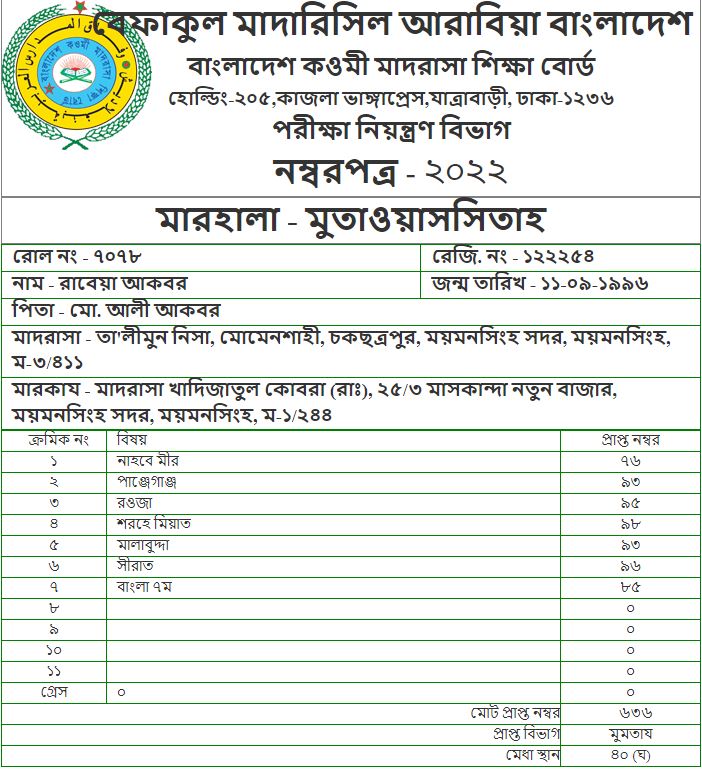 বেফাকুল মাদারিসিল আরাবিয়া বাংলাদেশ
বাংলাদেশ কওমী মাদরাসা শিক্ষা বোর্ড
হোল্ডিং-২০৫,কাজলা ভাঙ্গাপ্রেস,যাত্রাবাড়ী, ঢাকা-১২৩৬
পরীক্ষা নিয়ন্ত্রণ বিভাগ
নম্বরপত্র - ২০২২
মারহালা - মুতাওয়াসসিতাহ
রোল নং - ৭০৭৮ রেজি. নং - ১২২২৫৪
নাম - রাবেয়া আকবর জন্ম তারিখ - ১১-০৯-১৯৯৬
পিতা - মো. আলী আকবর
মাদরাসা - তা'লীমুন নিসা, মোমেনশাহী, চকছত্রপুর, ময়মনসিংহ সদর, ময়মনসিংহ,
ম-৩/৪১১
মারকায - মাদরাসা খাদিজাতুল কোবরা (রাঃ), ২৫/৩ মাসকান্দা নতুন বাজার,
ময়মনসিংহ সদর, ময়মনসিংহ, ম-১/২৪৪
ক্রমিক নং বিষয় প্রাপ্ত নম্বর
১ নাহবে মীর ৭৬
২ পাঞ্জেগাঞ্জ ৯৩
৩ রওজা ৯৫
৪ শরহে মিয়াত ৯৮
৫ মালাবুদ্দা ৯৩
৬ সীরাত ৯৬
৭ বাংলা ৭ম ৮৫
৮ ০
৯ ০
১০ ০
১১ ০
গ্রেস ০ ০
মোট প্রাপ্ত নম্বর ৬৩৬
প্রাপ্ত বিভাগ মুমতায
মেধা স্থান ৪০ (ঘ)